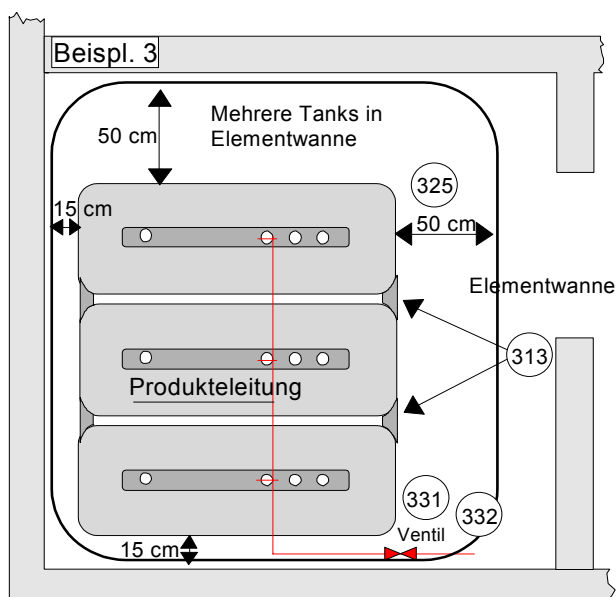 Beispl. 3
Mehrere Tanks in
Elementwanne
50 cm
325
15 cm
50 cm
Elementwanne
313
Produkteleitung
331
332
Ventil
15 cm